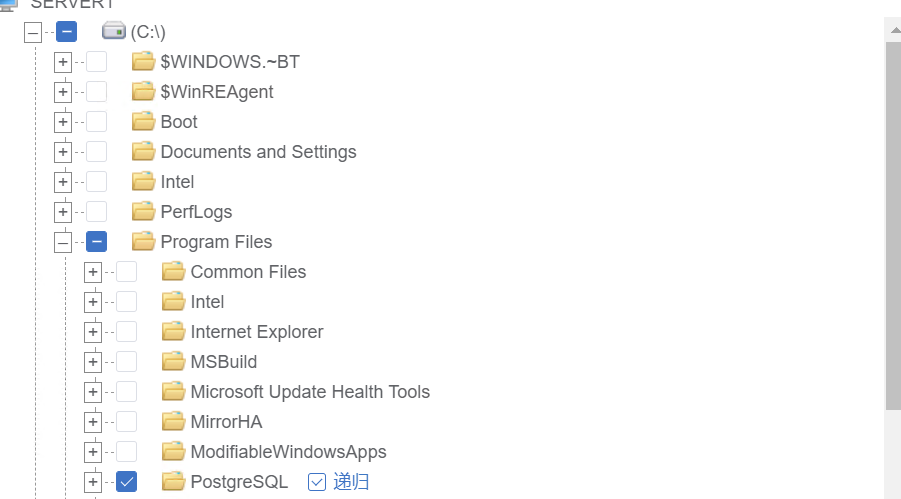 SERVER1
(C:\)
$WINDOWS.~BT
$WinREAgent
Boot
Documents and Settings
Intel
PerfLogs
Program Files
Common Files
Intel
Internet Explorer
MSBuild
Microsoft Update Health Tools
MirrorHA
ModifiableWindowsApps
PostgreSQL 递归